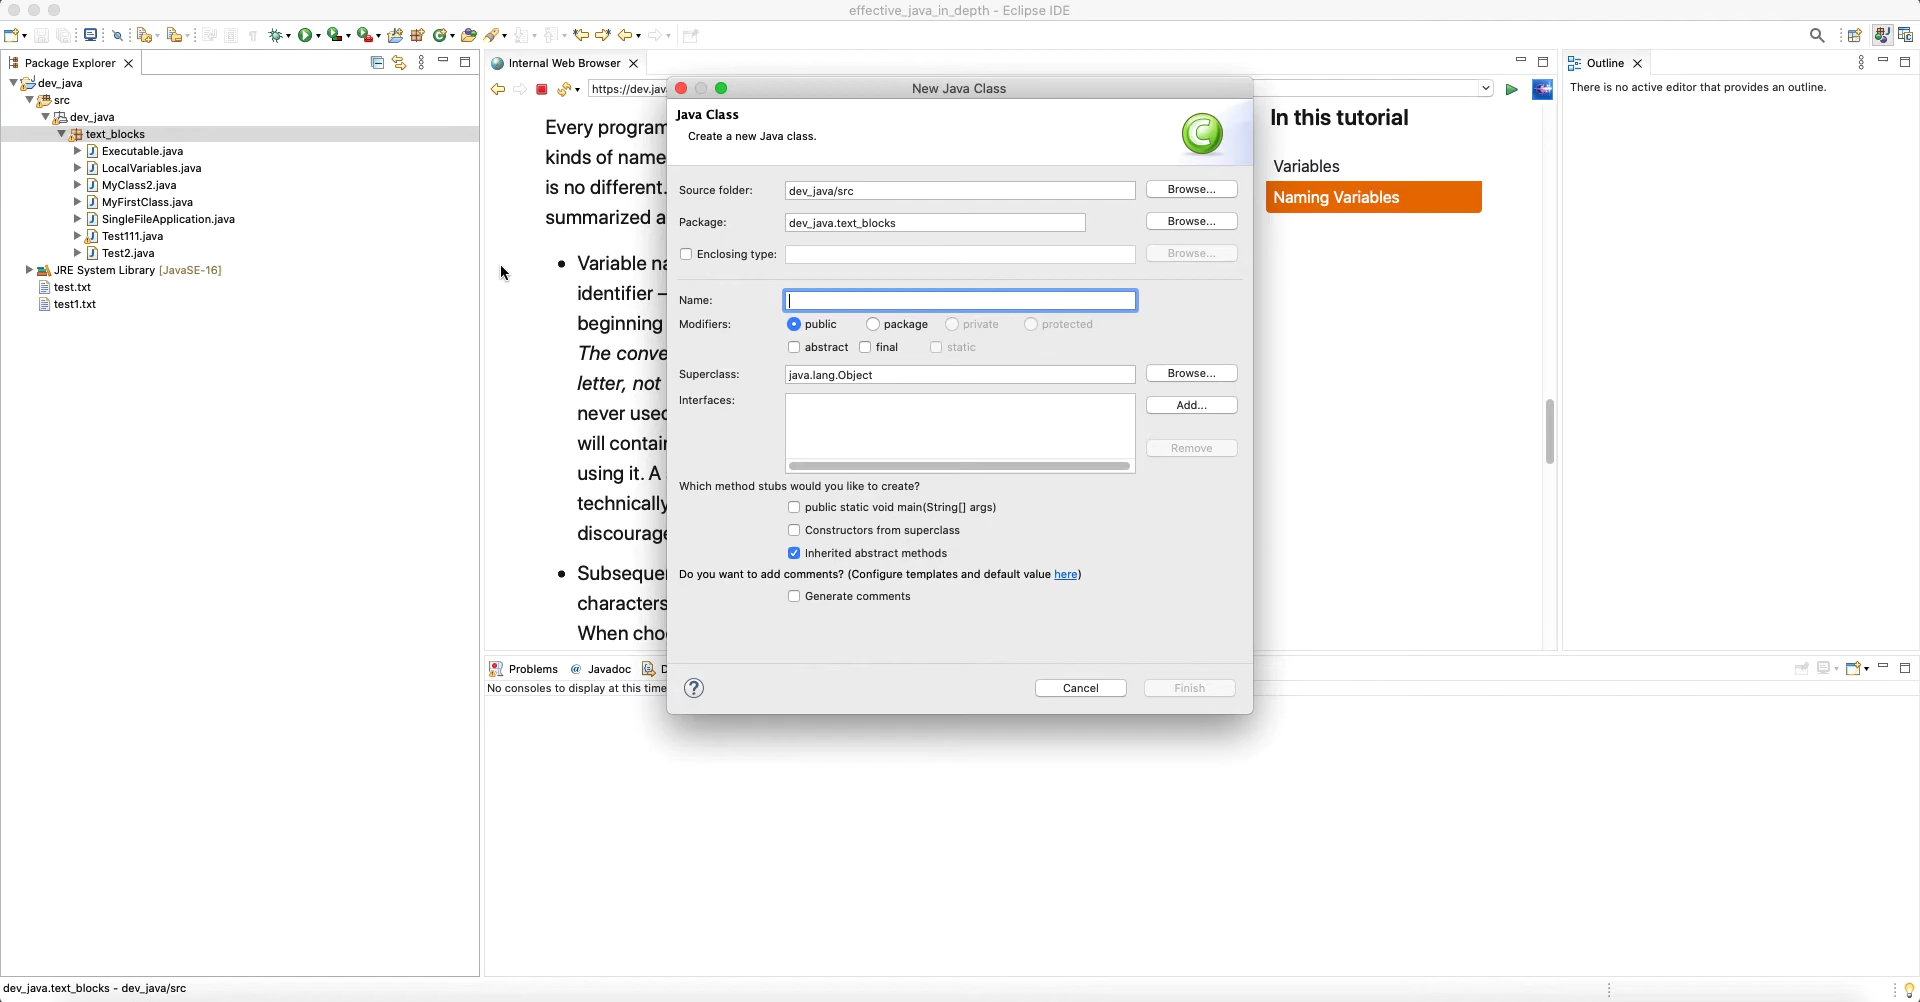 effective_java_in_depth - Eclipse IDE
Package Explorer
dev_java
src
dev_java
text_blocks
Executable.java
LocalVariables.java
MyClass2.java
MyFirstClass.java
SingleFileApplication.java
Test111.java
Test2.java
JRE System Library [JavaSE-16]
test.txt
test1.txt
Internal Web Browser
https://dev.jav
Every program
kinds of name
is no different.
summarized a
Variable na
identifier —
beginning
The conve
letter, not
never used
will contain
using it. A
technically
discourage
Subsequen
characters
When choo
In this tutorial
Variables
Naming Variables
New Java Class
Java Class
Create a new Java class.
Source folder: dev_java/src Browse...
Package: dev_java.text_blocks Browse...
Enclosing type: Browse...
Name:
Modifiers: public package private protected
abstract final static
Superclass: java.lang.Object Browse...
Interfaces: Add...
Remove
Which method stubs would you like to create?
public static void main(String[] args)
Constructors from superclass
Inherited abstract methods
Do you want to add comments? (Configure templates and default value here)
Generate comments
? Cancel Finish
Outline
There is no active editor that provides an outline.
Problems @ Javadoc D
No consoles to display at this time
dev_java.text_blocks - dev_java/src